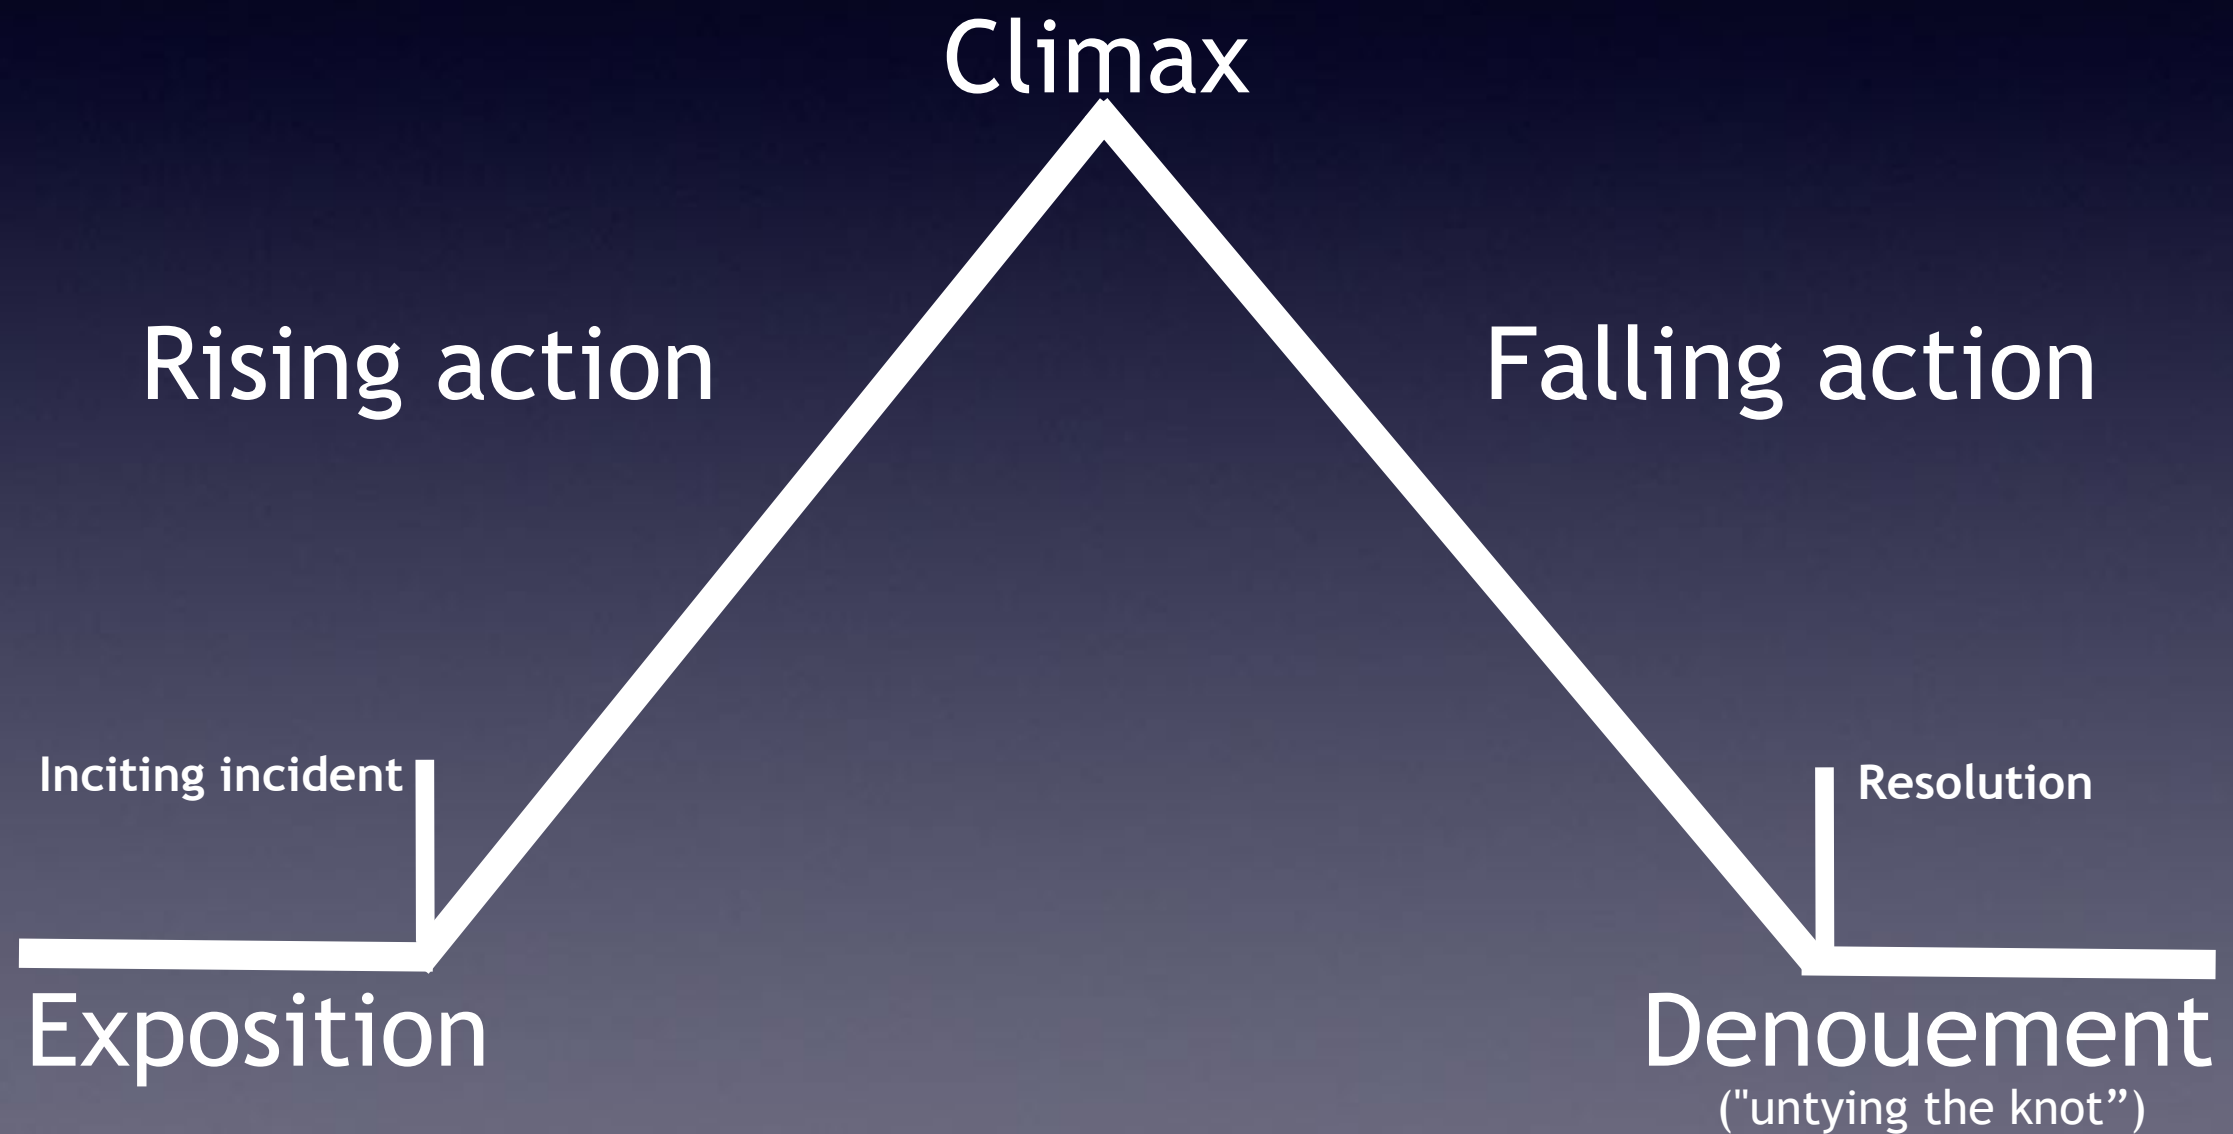 Climax
Rising action
Falling action
Inciting incident
Resolution
Exposition
Denouement
("untying the knot”)